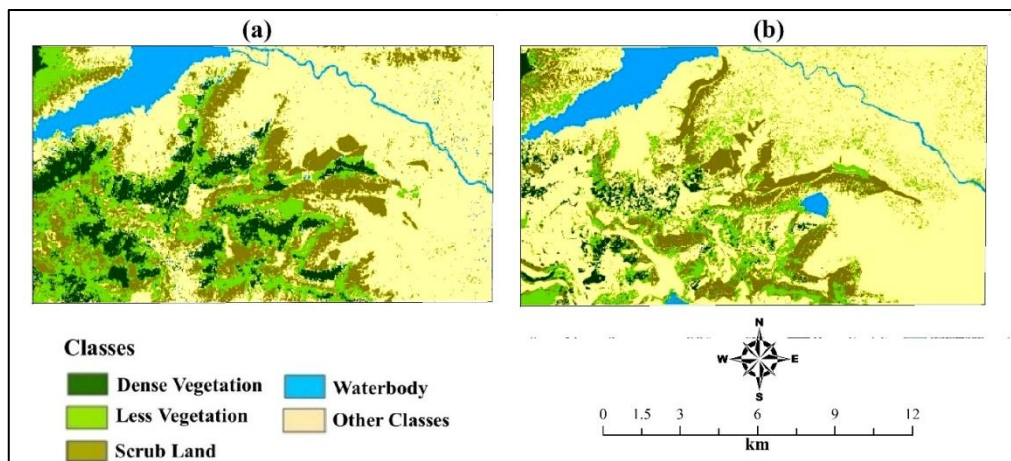 (a) (b)
Classes
Dense Vegetation
Less Vegetation
Scrub Land
Waterbody
Other Classes
N
W E
S
0 1.5 3 6 9 12
km